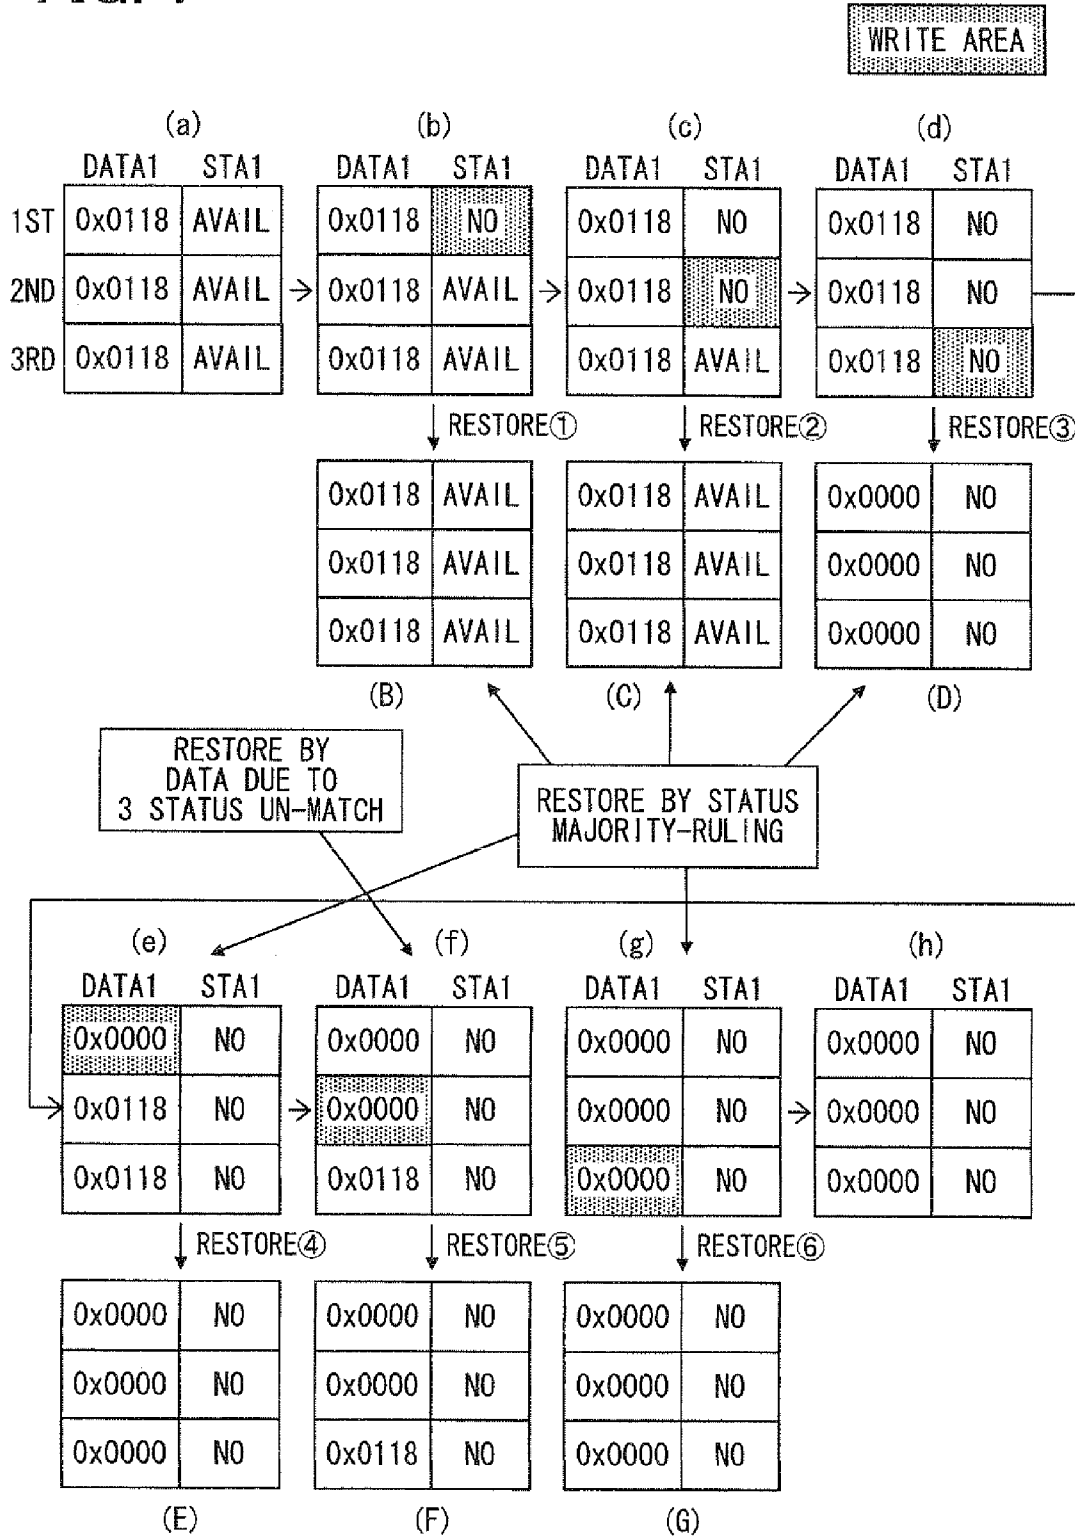 WRITE AREA
(a) (b) (c) (d)
DATA1 STA1 DATA1 STA1 DATA1 STA1 DATA1 STA1
1ST 0x0118 AVAIL 0x0118 NO 0x0118 NO 0x0118 NO
2ND 0x0118 AVAIL 0x0118 AVAIL 0x0118 NO 0x0118 NO
3RD 0x0118 AVAIL 0x0118 AVAIL 0x0118 AVAIL 0x0118 NO
RESTORE① RESTORE② RESTORE③
0x0118 AVAIL 0x0118 AVAIL 0x0000 NO
0x0118 AVAIL 0x0118 AVAIL 0x0000 NO
0x0118 AVAIL 0x0118 AVAIL 0x0000 NO
(B) (C) (D)
RESTORE BY
DATA DUE TO
3 STATUS UN-MATCH
RESTORE BY STATUS
MAJORITY-RULING
(e) (f) (g) (h)
DATA1 STA1 DATA1 STA1 DATA1 STA1 DATA1 STA1
0x0000 NO 0x0000 NO 0x0000 NO 0x0000 NO
0x0118 NO 0x0000 NO 0x0000 NO 0x0000 NO
0x0118 NO 0x0118 NO 0x0000 NO 0x0000 NO
RESTORE④ RESTORE⑤ RESTORE⑥
0x0000 NO 0x0000 NO 0x0000 NO
0x0000 NO 0x0000 NO 0x0000 NO
0x0000 NO 0x0118 NO 0x0000 NO
(E) (F) (G)